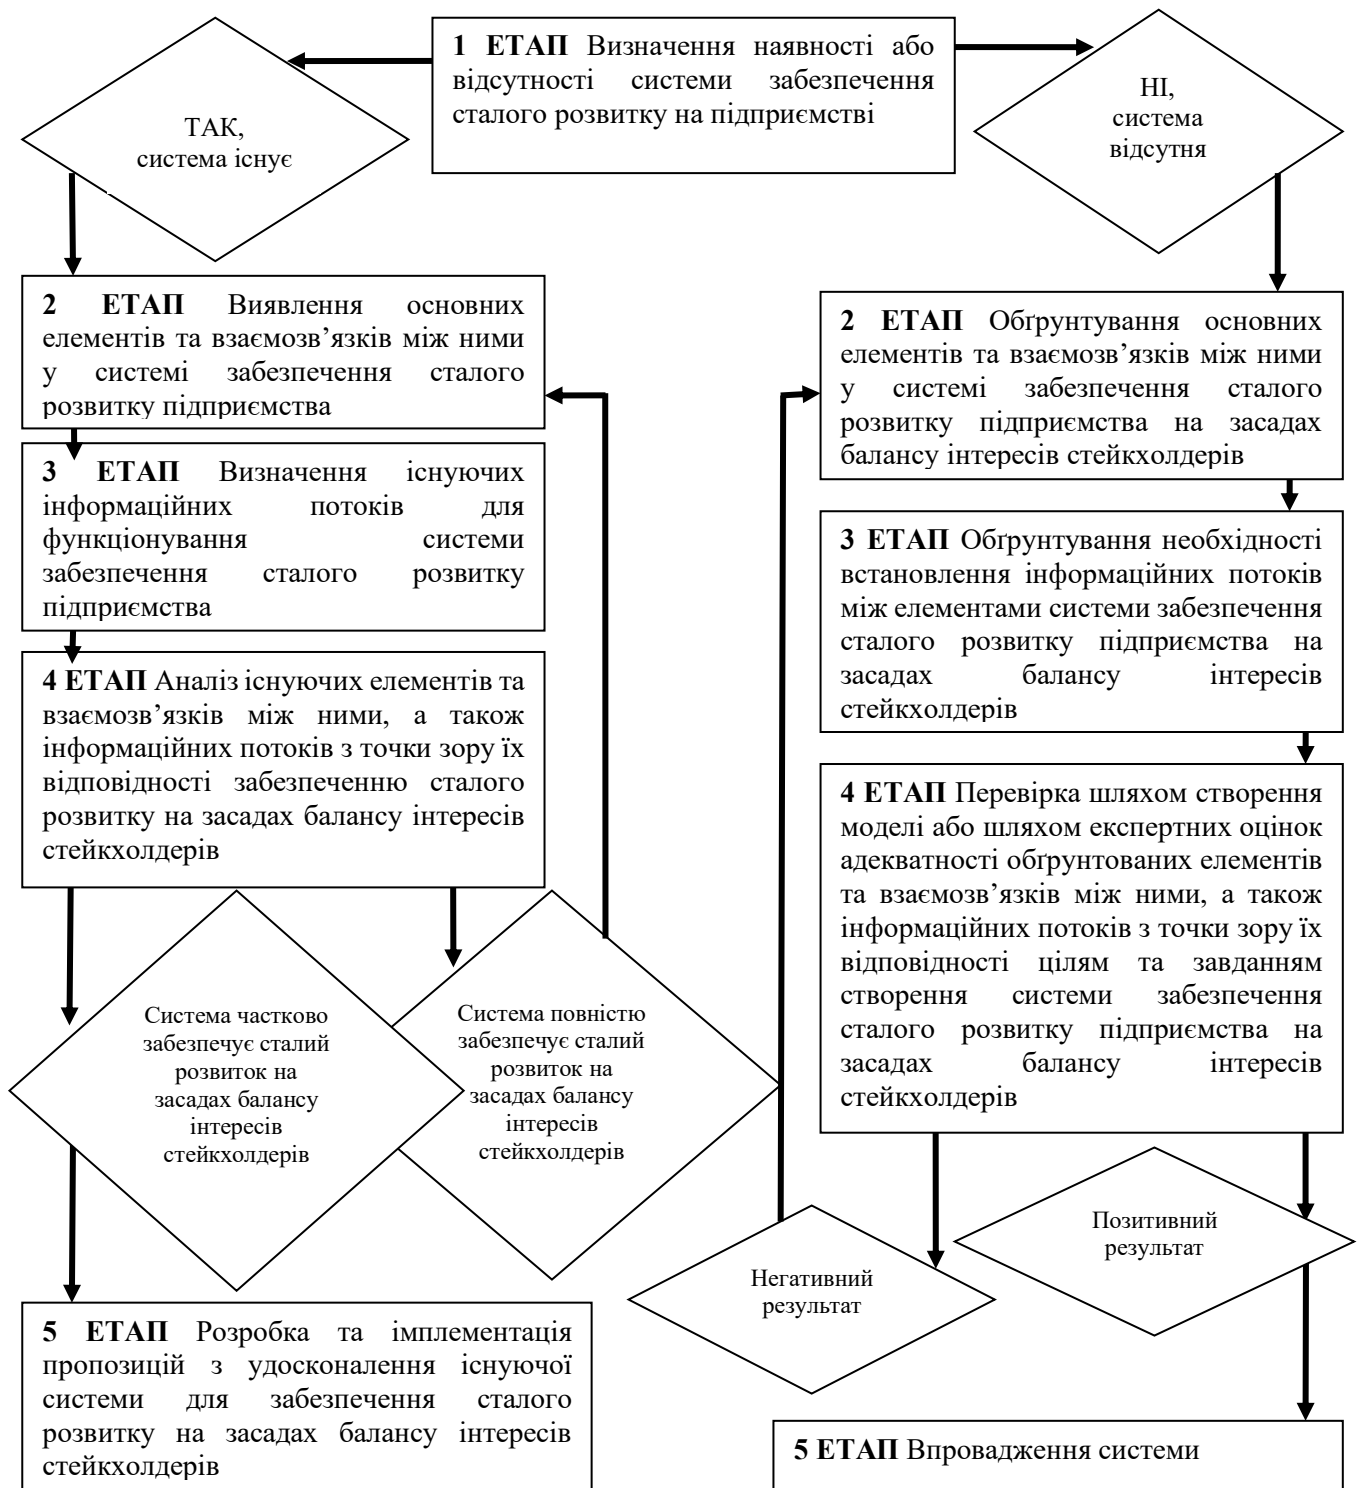 1 ЕТАП Визначення наявності або
відсутності системи забезпечення
сталого розвитку на підприємстві
ТАК,
система існує
НІ,
система
відсутня
2 ЕТАП Виявлення основних
елементів та взаємозв’язків між ними
у системі забезпечення сталого
розвитку підприємства
3 ЕТАП Визначення існуючих
інформаційних потоків для
функціонування системи
забезпечення сталого розвитку
підприємства
4 ЕТАП Аналіз існуючих елементів та
взаємозв’язків між ними, а також
інформаційних потоків з точки зору їх
відповідності забезпеченню сталого
розвитку на засадах балансу інтересів
стейкхолдерів
Система частково
забезпечує сталий
розвиток на
засадах балансу
інтересів
стейкхолдерів
Система повністю
забезпечує сталий
розвиток на
засадах балансу
інтересів
стейкхолдерів
5 ЕТАП Розробка та імплементація
пропозицій з удосконалення існуючої
системи для забезпечення сталого
розвитку на засадах балансу інтересів
стейкхолдерів
2 ЕТАП Обґрунтування основних
елементів та взаємозв’язків між ними
у системі забезпечення сталого
розвитку підприємства на засадах
балансу інтересів стейкхолдерів
3 ЕТАП Обґрунтування необхідності
встановлення інформаційних потоків
між елементами системи забезпечення
сталого розвитку підприємства на
засадах балансу інтересів
стейкхолдерів
4 ЕТАП Перевірка шляхом створення
моделі або шляхом експертних оцінок
адекватності обґрунтованих елементів
та взаємозв’язків між ними, а також
інформаційних потоків з точки зору їх
відповідності цілям та завданням
створення системи забезпечення
сталого розвитку підприємства на
засадах балансу інтересів
стейкхолдерів
Негативний
результат
Позитивний
результат
5 ЕТАП Впровадження системи